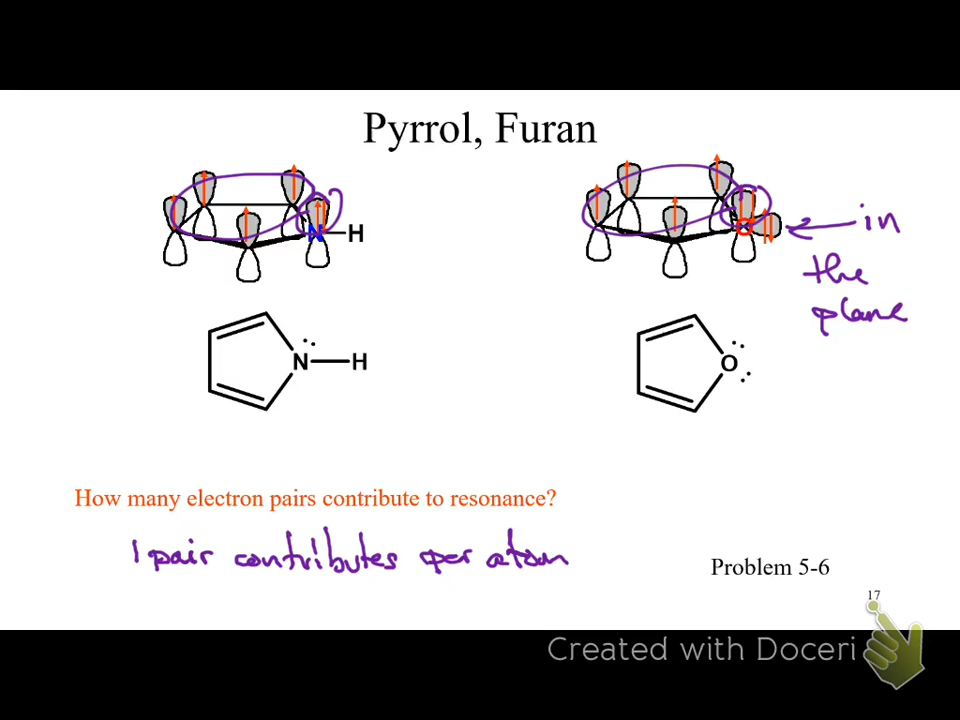 Pyrrol, Furan
N H
O
in
the
plane
N H
O
How many electron pairs contribute to resonance?
1 pair contributes per atom
Problem 5-6
17
Created with Doceri